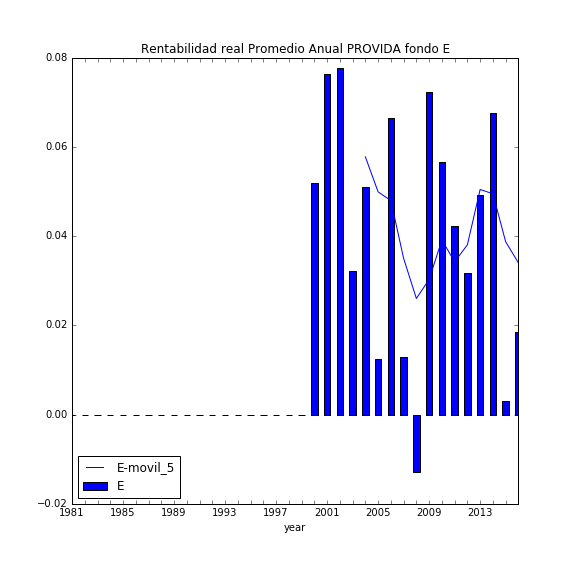 Rentabilidad real Promedio Anual PROVIDA fondo E
0.08
0.06
0.04
0.02
0.00
−0.02
E-movil_5
E
1981 1985 1989 1993 1997 2001 2005 2009 2013
year